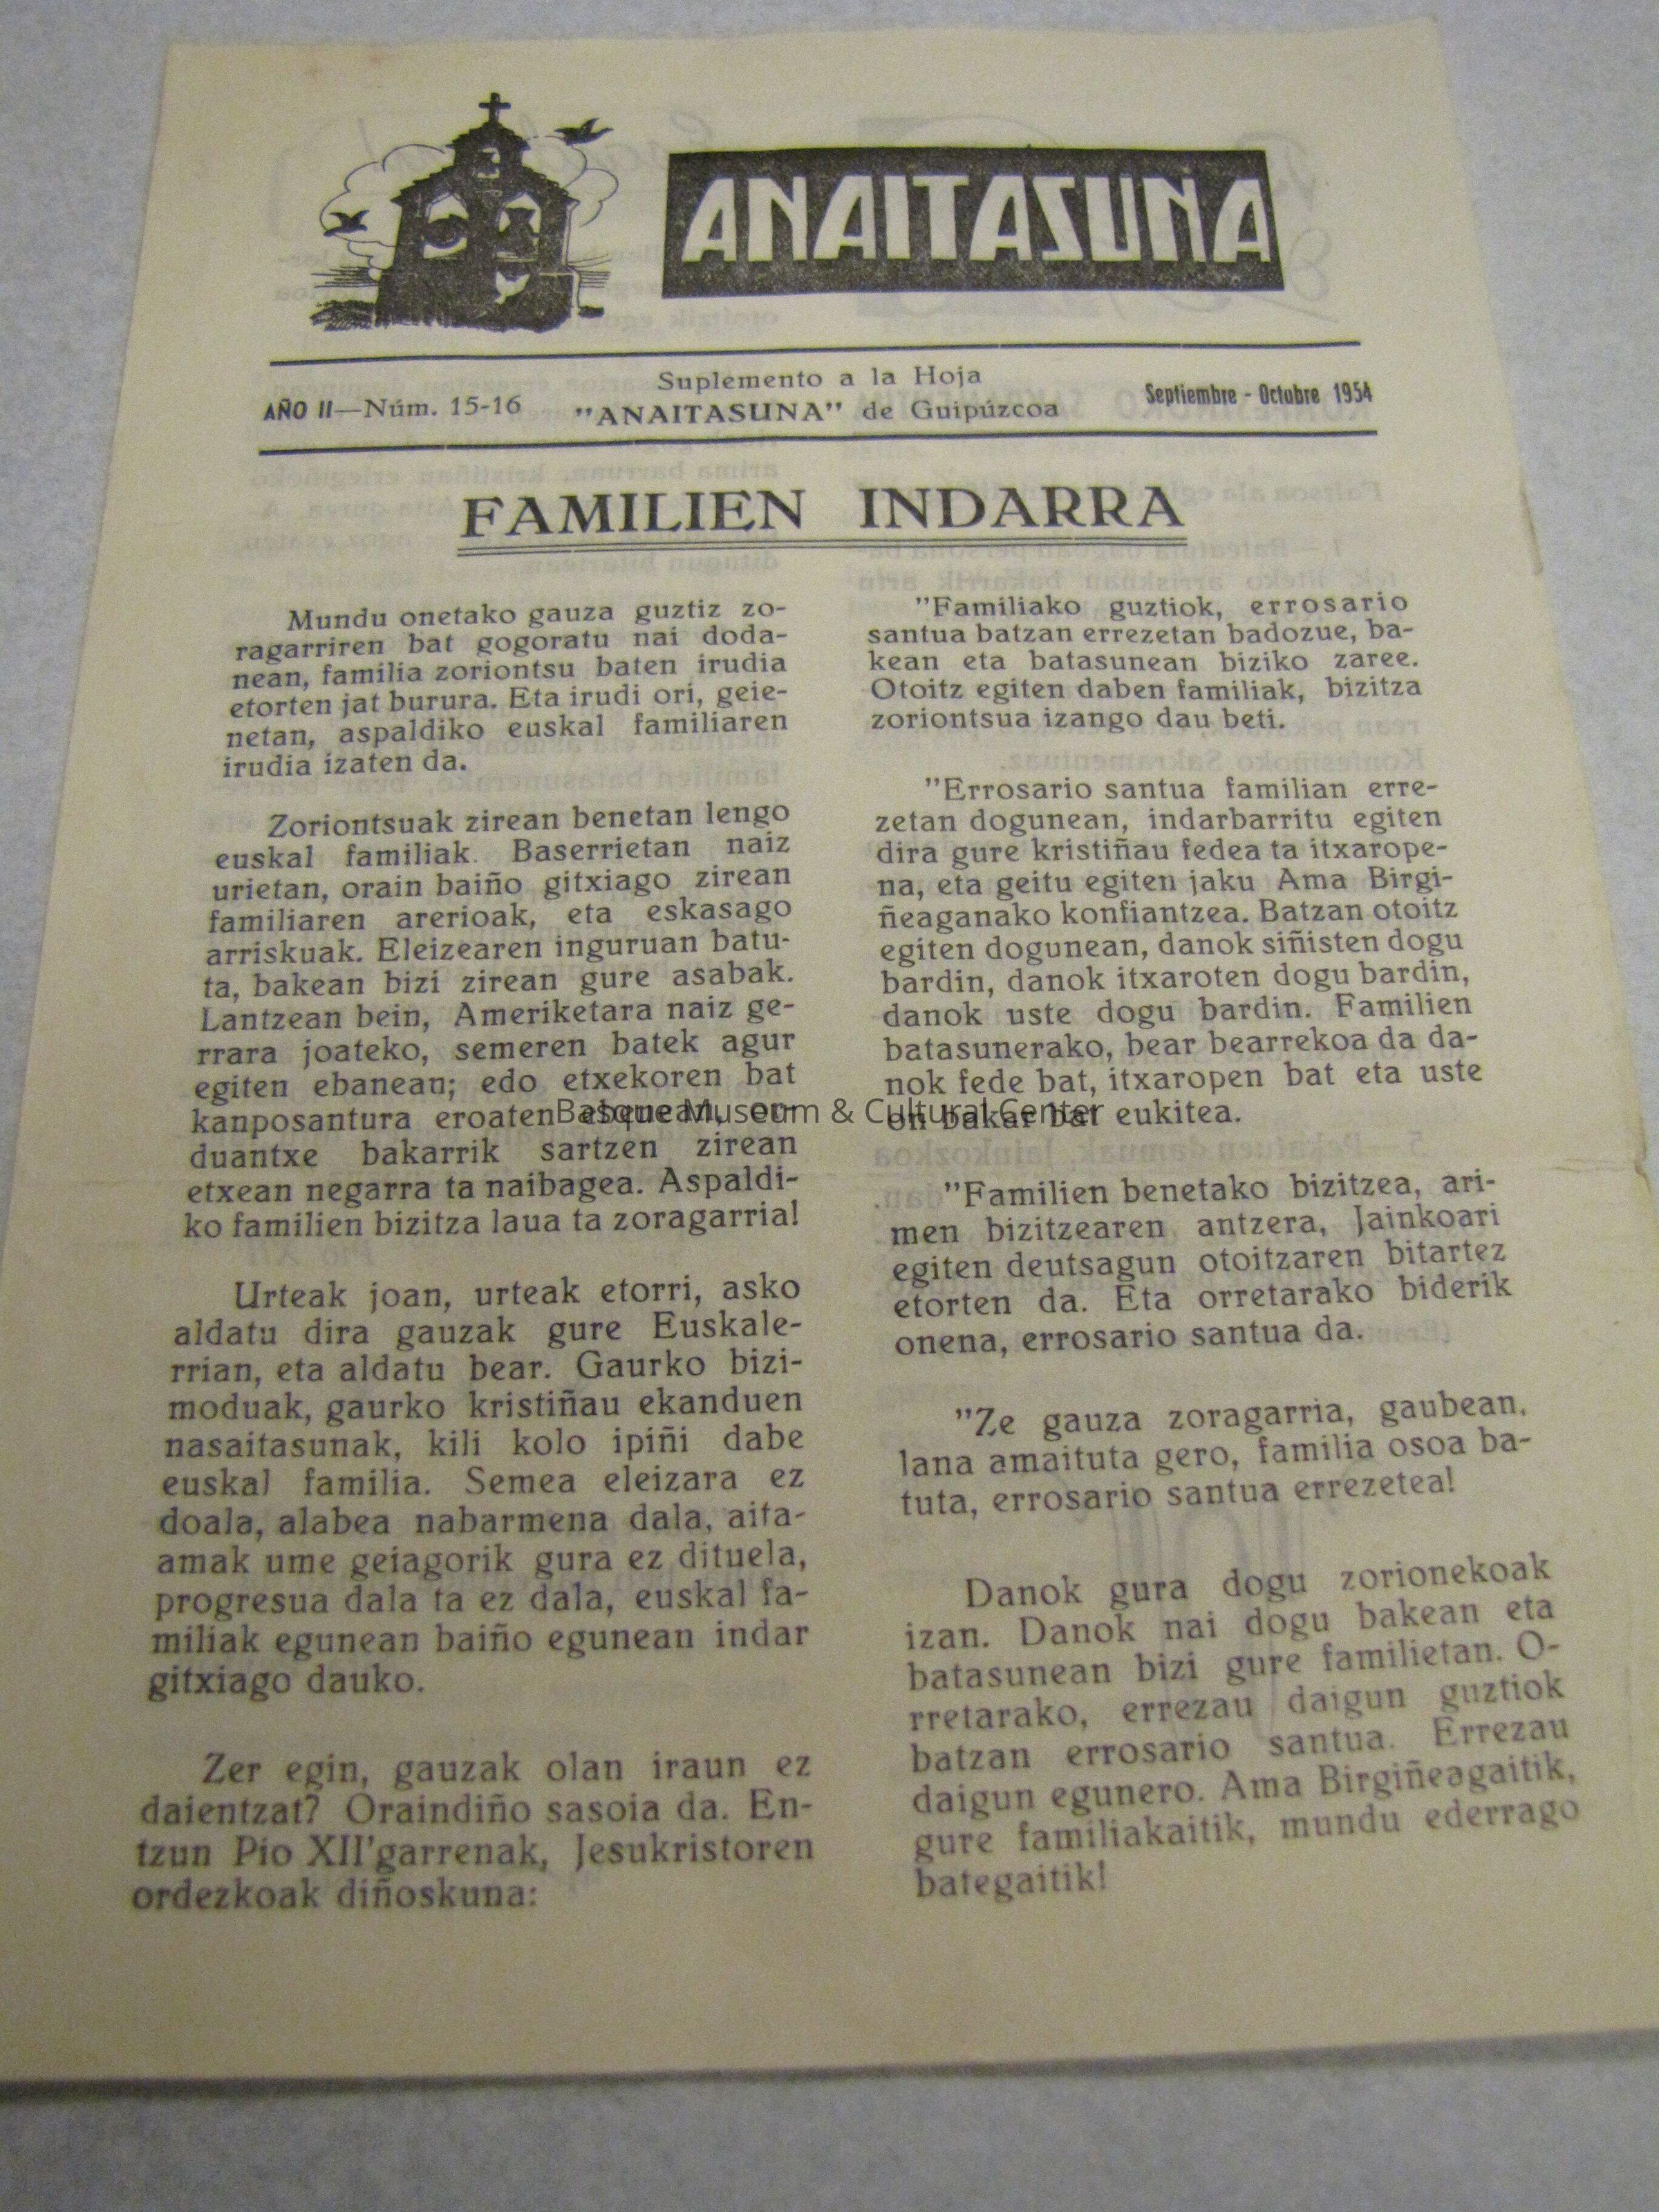 ANAITASUNA
AÑO II—Núm. 15-16
Suplemento a la Hoja
"ANAITASUNA" de Guipúzcoa
Septiembre - Octubre 1954
FAMILIEN INDARRA
Mundu onetako gauza guztiz zo-
ragarriren bat gogoratu nai doda-
nean, familia zoriontsu baten irudia
etorten jat burura. Eta irudi ori, geie-
netan, aspaldiko euskal familiaren
irudia izaten da.
Zoriontsuak zirean benetan lengo
euskal familiak. Baserrietan naiz
urietan, orain baiño gitxiago zirean
familiaren arerioak, eta eskasago
arriskuak. Eleizearen inguruan batu-
ta, bakean bizi zirean gure asabak.
Lantzean bein, Ameriketara naiz ge-
rrara joateko, semeren batek agur
egiten ebanean; edo etxekoren bat
kanposantura eroaten ebenean, or-
duantxe bakarrik sartzen zirean
etxean negarra ta naibagea. Aspaldi-
ko familien bizitza laua ta zoragarria!
Urteak joan, urteak etorri, asko
aldatu dira gauzak gure Euskale-
rrian, eta aldatu bear. Gaurko bizi-
moduak, gaurko kristiñau ekanduen
nasaitasunak, kili kolo ipiñi dabe
euskal familia. Semea eleizara ez
doala, alabea nabarmena dala, aita-
amak ume geiagorik gura ez dituela,
progresua dala ta ez dala, euskal fa-
miliak egunean baiño egunean indar
gitxiago dauko.
Zer egin, gauzak olan iraun ez
daientzat? Oraindiño sasoia da. En-
tzun Pio XII'garrenak, Jesukristoren
ordezkoak diñoskuna:
"Familiako guztiok, errosario
santua batzan errezetan badozue, ba-
kean eta batasunean biziko zaree.
Otoitz egiten daben familiak, bizitza
zoriontsua izango dau beti.
"Errosario santua familian erre-
zetan dogunean, indarbarritu egiten
dira gure kristiñau fedea ta itxarope-
na, eta geitu egiten jaku Ama Birgi-
ñeaganako konfiantzea. Batzan otoitz
egiten dogunean, danok siñisten dogu
bardin, danok itxaroten dogu bardin,
danok uste dogu bardin. Familien
batasunerako, bear bearrekoa da da-
nok fede bat, itxaropen bat eta uste
on bakar bat eukitea.
"Familien benetako bizitzea, ari-
men bizitzearen antzera, Jainkoari
egiten deutsagun otoitzaren bitartez
etorten da. Eta orretarako biderik
onena, errosario santua da.
"Ze gauza zoragarria, gaubean,
lana amaituta gero, familia osoa ba-
tuta, errosario santua errezetea!
Danok gura dogu zorionekoak
izan. Danok nai dogu bakean eta
batasunean bizi gure familietan. O-
rretarako, errezau daigun guztiok
batzan errosario santua. Errezau
daigun egunero. Ama Birgiñeagaitik,
gure familiakaitik, mundu ederrago
bategaitik!
Basque Museum & Cultural Center